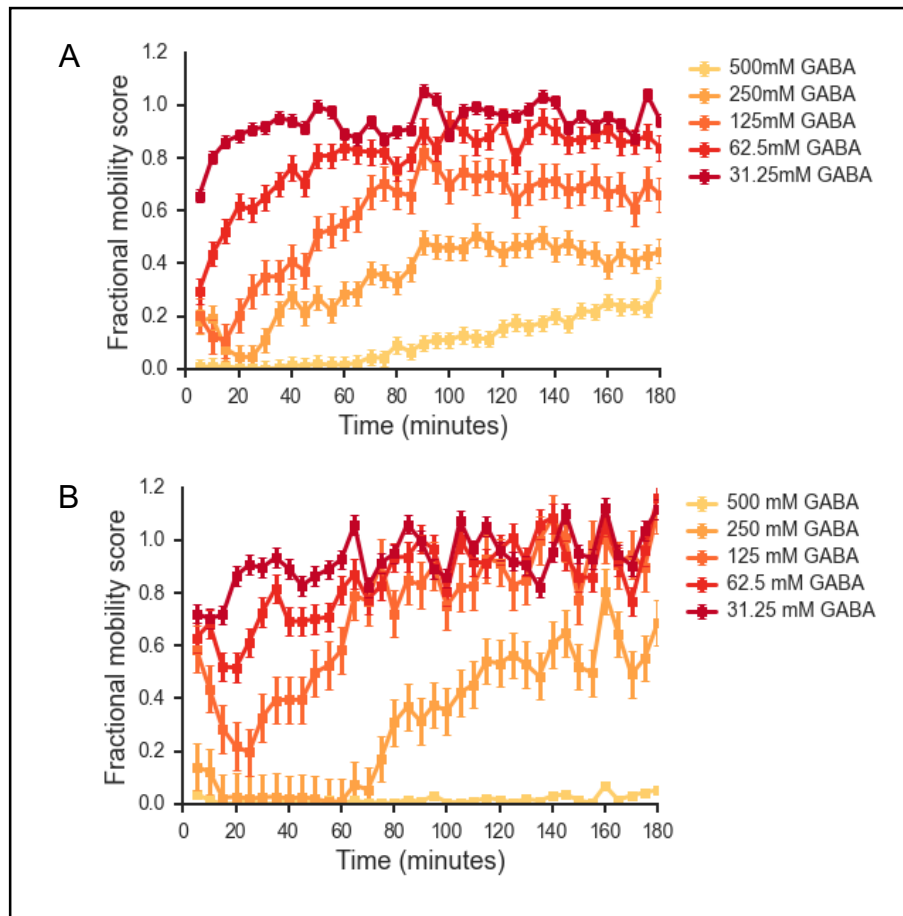 A
Fractional mobility score
1.2
1.0
0.8
0.6
0.4
0.2
0.0
0 20 40 60 80 100 120 140 160 180
Time (minutes)
500mM GABA
250mM GABA
125mM GABA
62.5mM GABA
31.25mM GABA
B
Fractional mobility score
1.2
1.0
0.8
0.6
0.4
0.2
0.0
0 20 40 60 80 100 120 140 160 180
Time (minutes)
500 mM GABA
250 mM GABA
125 mM GABA
62.5 mM GABA
31.25 mM GABA